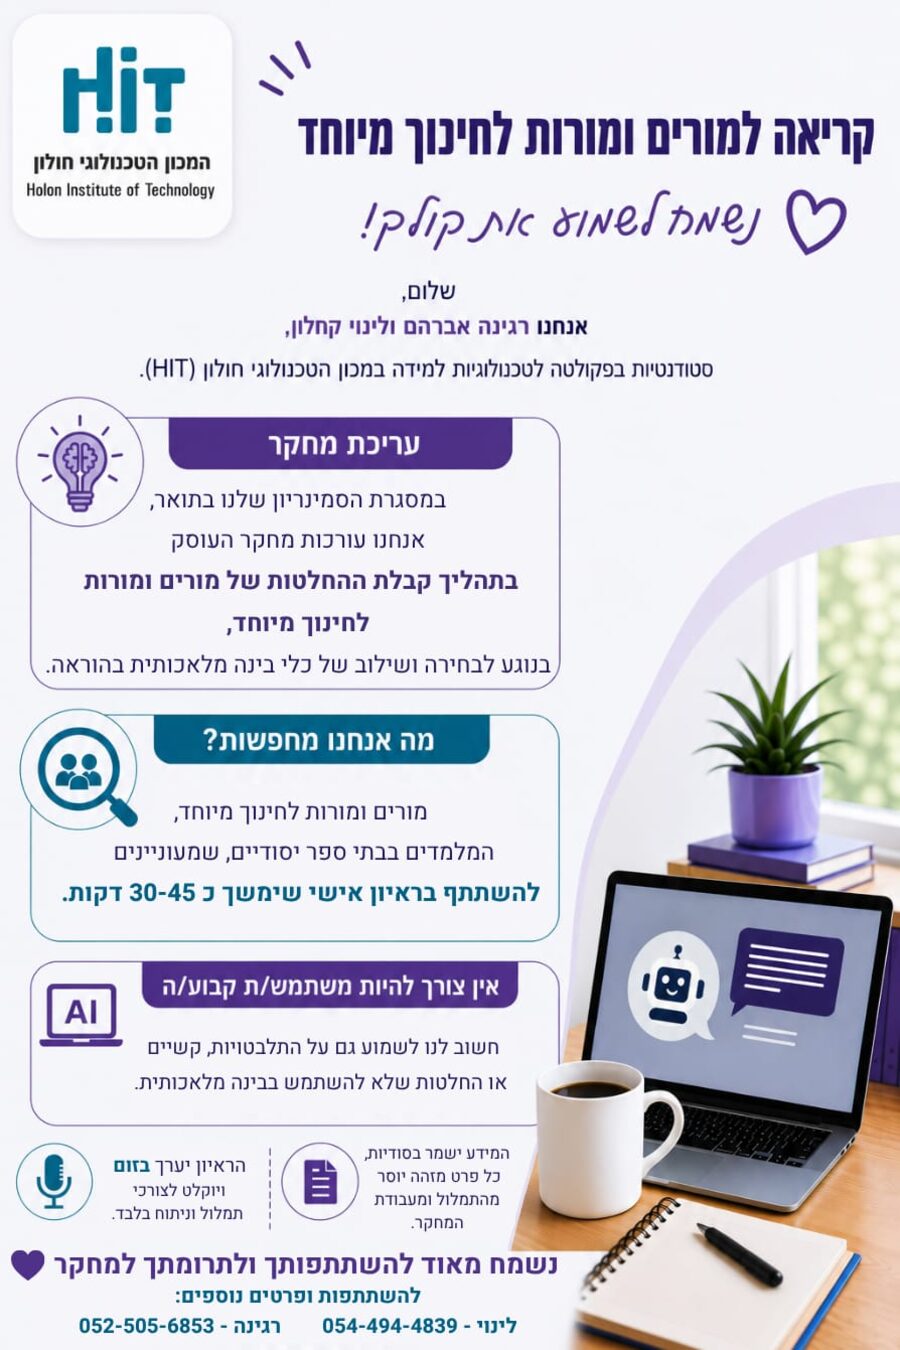 HiT
המכון הטכנולוגי חולון
Holon Institute of Technology
קריאה למורים ומורות לחינוך מיוחד
נשמח לשמוע את קולך!
שלום,
אנחנו רגינה אברהם ולינוי קחלון,
סטודנטיות בפקולטה לטכנולוגיות למידה במכון הטכנולוגי חולון (HIT).
עריכת מחקר
במסגרת הסמינריון שלנו בתואר,
אנחנו עורכות מחקר העוסק
בתהליך קבלת ההחלטות של מורים ומורות
לחינוך מיוחד,
בנוגע לבחירה ושילוב של כלי בינה מלאכותית בהוראה.
מה אנחנו מחפשות?
מורים ומורות לחינוך מיוחד,
המלמדים בבתי ספר יסודיים, שמעוניינים
להשתתף בראיון אישי שימשך כ 30-45 דקות.
אין צורך להיות משתמש/ת קבוע/ה
AI
חשוב לנו לשמוע גם על התלבטויות, קשיים
או החלטות שלא להשתמש בבינה מלאכותית.
המידע ישמר בסודיות,
כל פרט מזהה יוסר
מהתמלול ומעבודת
המחקר.
הראיון יערך בזום
ויוקלט לצורכי
תמלול וניתוח בלבד.
נשמח מאוד להשתתפותך ולתרומתך למחקר
להשתתפות ופרטים נוספים:
לינוי - 054-494-4839 רגינה - 052-505-6853